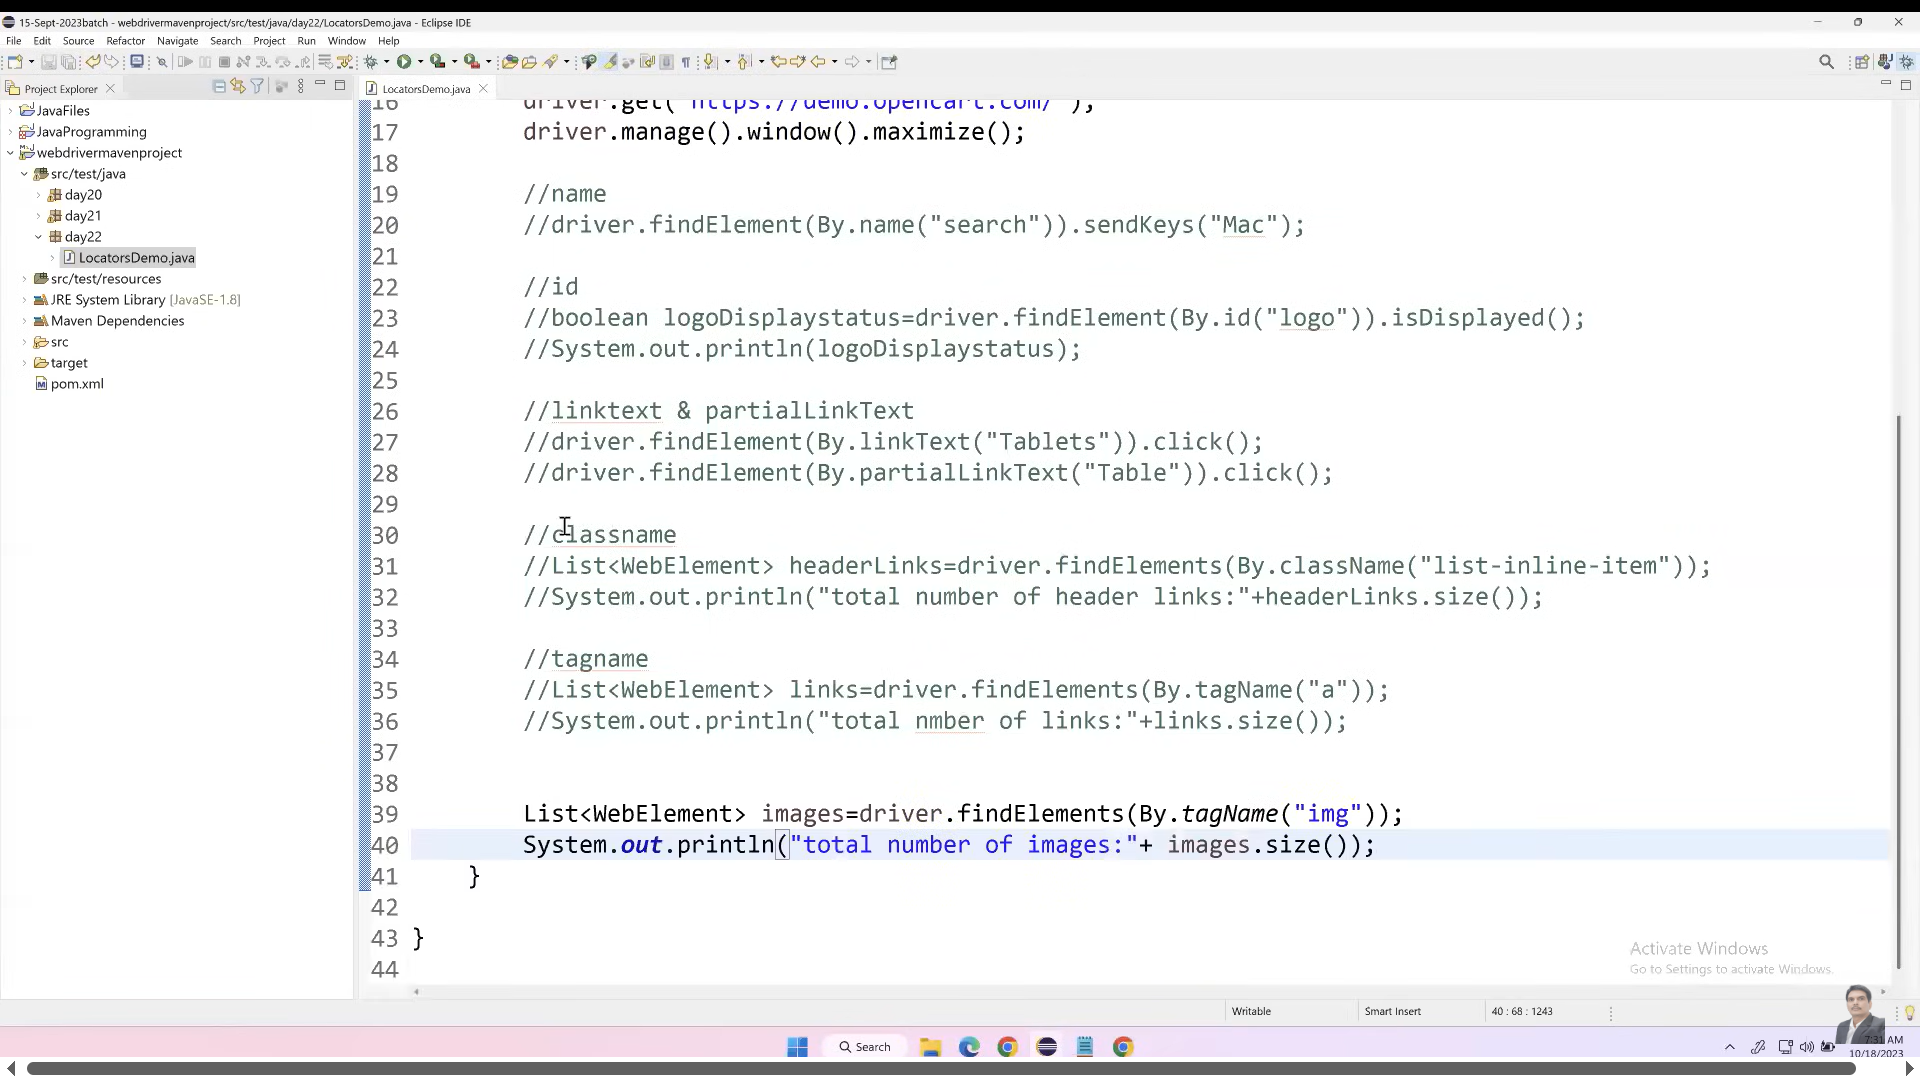 15-Sept-2023batch - webdrivermavenproject/src/test/java/day22/LocatorsDemo.java - Eclipse IDE
File Edit Source Refactor Navigate Search Project Run Window Help
Project Explorer
LocatorsDemo.java
JavaFiles
JavaProgramming
webdrivermavenproject
src/test/java
day20
day21
day22
LocatorsDemo.java
src/test/resources
JRE System Library [JavaSE-1.8]
Maven Dependencies
src
target
pom.xml
16 driver.get("https://demo.opencart.com/");
17 driver.manage().window().maximize();
18
19 //name
20 //driver.findElement(By.name("search")).sendKeys("Mac");
21
22 //id
23 //boolean logoDisplaystatus=driver.findElement(By.id("logo")).isDisplayed();
24 //System.out.println(logoDisplaystatus);
25
26 //linktext & partialLinkText
27 //driver.findElement(By.linkText("Tablets")).click();
28 //driver.findElement(By.partialLinkText("Table")).click();
29
30 //classname
31 //List<WebElement> headerLinks=driver.findElements(By.className("list-inline-item"));
32 //System.out.println("total number of header links:"+headerLinks.size());
33
34 //tagname
35 //List<WebElement> links=driver.findElements(By.tagName("a"));
36 //System.out.println("total nmber of links:"+links.size());
37
38
39 List<WebElement> images=driver.findElements(By.tagName("img"));
40 System.out.println("total number of images:"+ images.size());
41 }
42
43 }
44
Activate Windows
Go to Settings to activate Windows.
Writable Smart Insert 40 : 68 : 1243
Search
7:31 AM
10/18/2023